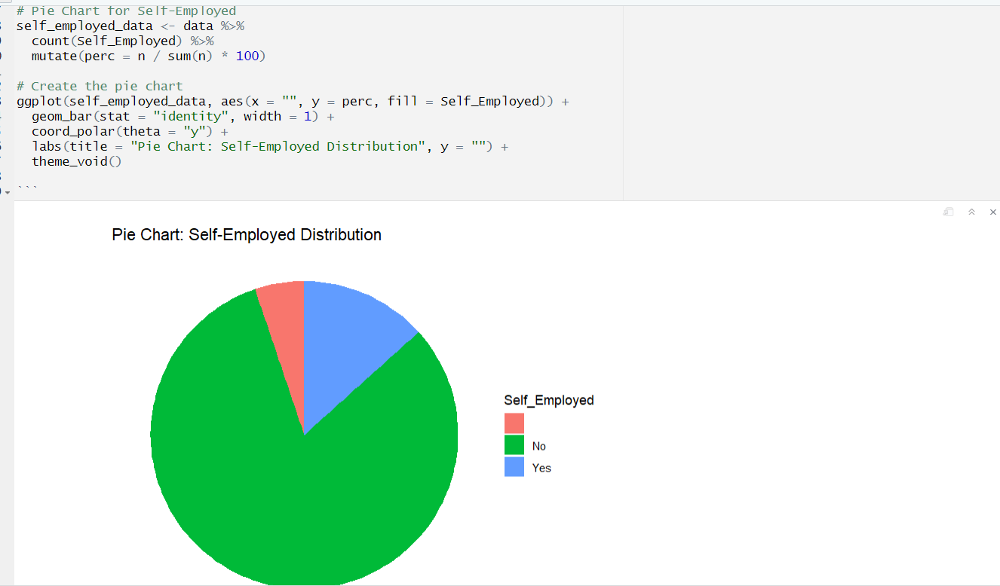 # Pie Chart for Self-Employed
self_employed_data <- data %>%
  count(Self_Employed) %>%
  mutate(perc = n / sum(n) * 100)
# Create the pie chart
ggplot(self_employed_data, aes(x = "", y = perc, fill = Self_Employed)) +
  geom_bar(stat = "identity", width = 1) +
  coord_polar(theta = "y") +
  labs(title = "Pie Chart: Self-Employed Distribution", y = "") +
  theme_void()
```
Pie Chart: Self-Employed Distribution
Self_Employed
No
Yes